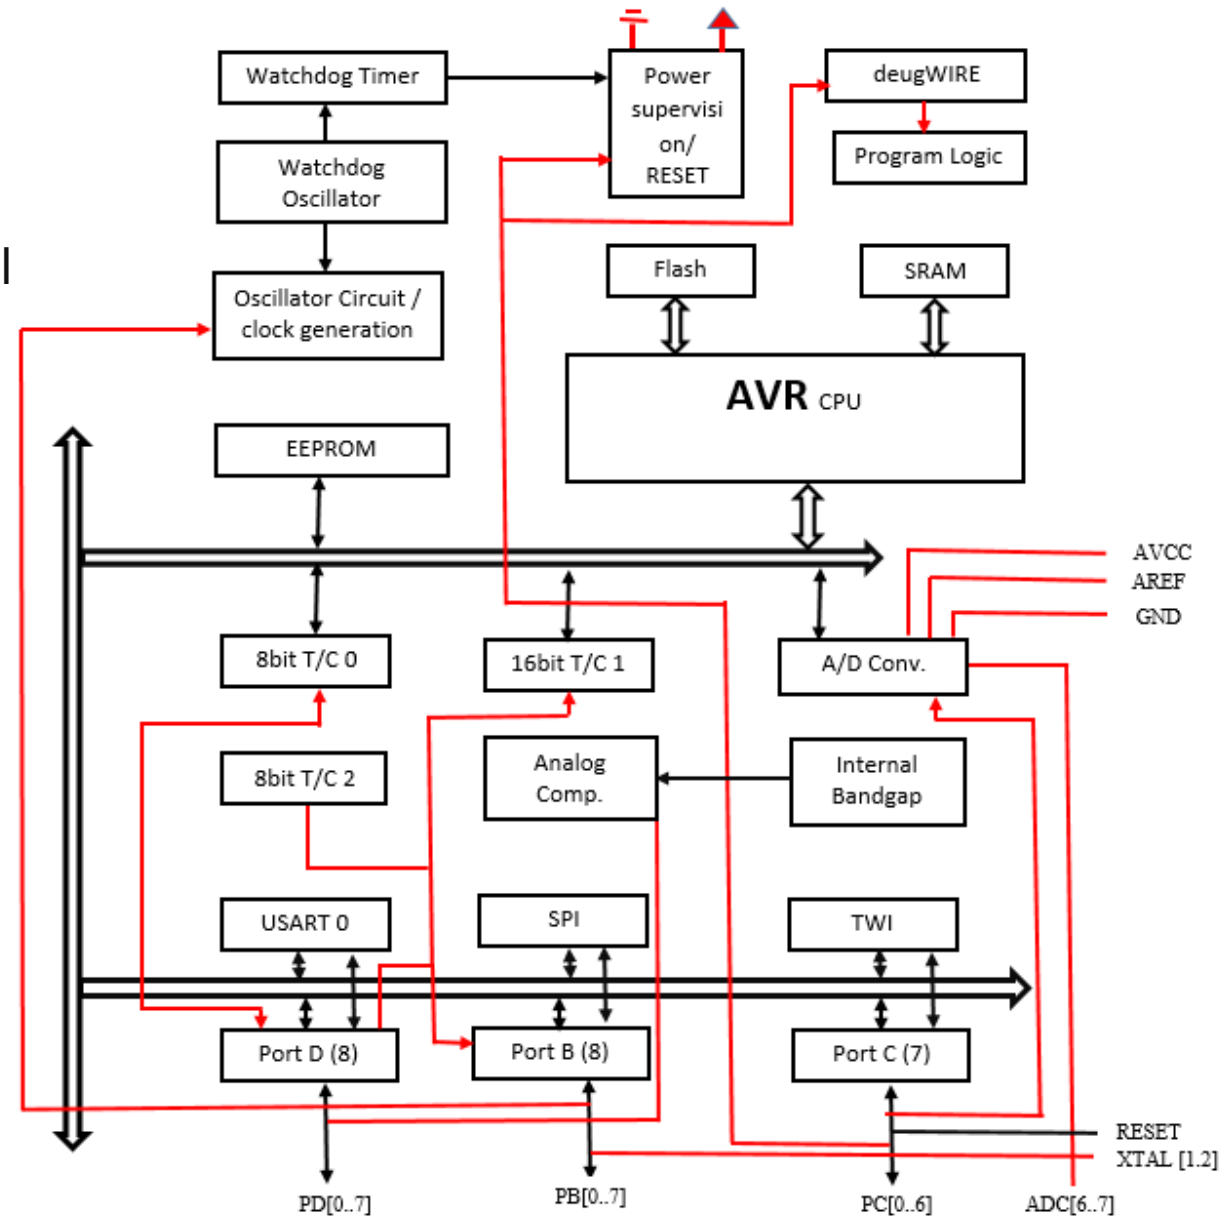 Watchdog Timer
Power
supervisi
on/
RESET
deugWIRE
Program Logic
Watchdog
Oscillator
Flash
SRAM
Oscillator Circuit /
clock generation
AVR CPU
EEPROM
AVCC
AREF
GND
8bit T/C 0
16bit T/C 1
A/D Conv.
8bit T/C 2
Analog
Comp.
Internal
Bandgap
USART 0
SPI
TWI
Port D (8)
Port B (8)
Port C (7)
RESET
XTAL [1.2]
PD[0..7]
PB[0..7]
PC[0..6]
ADC[6..7]